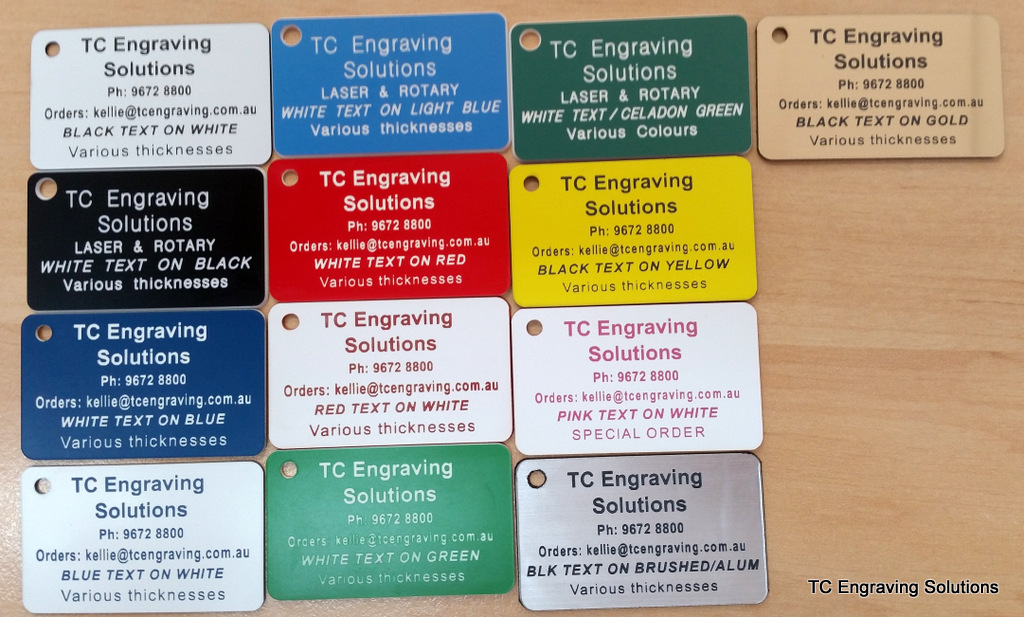 TC Engraving
Solutions
Ph: 9672 8800
Orders: kellie@tcengraving.com.au
BLACK TEXT ON WHITE
Various thicknesses
TC Engraving
Solutions
LASER & ROTARY
WHITE TEXT ON LIGHT BLUE
Various thicknesses
TC Engraving
Solutions
LASER & ROTARY
WHITE TEXT/CELADON GREEN
Various Colours
TC Engraving
Solutions
Ph: 9672 8800
Orders: kellie@tcengraving.com.au
BLACK TEXT ON GOLD
Various thicknesses
TC Engraving
Solutions
LASER & ROTARY
WHITE TEXT ON BLACK
Various thicknesses
TC Engraving
Solutions
Ph: 9672 8800
Orders: kellie@tcengraving.com.au
WHITE TEXT ON RED
Various thicknesses
TC Engraving
Solutions
Ph: 9672 8800
Orders: kellie@tcengraving.com.au
BLACK TEXT ON YELLOW
Various thicknesses
TC Engraving
Solutions
Ph: 9672 8800
Orders: kellie@tcengraving.com.au
WHITE TEXT ON BLUE
Various thicknesses
TC Engraving
Solutions
Ph: 9672 8800
Orders: kellie@tcengraving.com.au
RED TEXT ON WHITE
Various thicknesses
TC Engraving
Solutions
Ph: 9672 8800
Orders: kellie@tcengraving.com.au
PINK TEXT ON WHITE
SPECIAL ORDER
TC Engraving
Solutions
Ph: 9672 8800
Orders: kellie@tcengraving.com.au
BLUE TEXT ON WHITE
Various thicknesses
TC Engraving
Solutions
Ph: 9672 8800
Orders: kellie@tcengraving.com.au
WHITE TEXT ON GREEN
Various thicknesses
TC Engraving
Solutions
Ph: 9672 8800
Orders: kellie@tcengraving.com.au
BLK TEXT ON BRUSHED/ALUM
Various thicknesses
TC Engraving Solutions